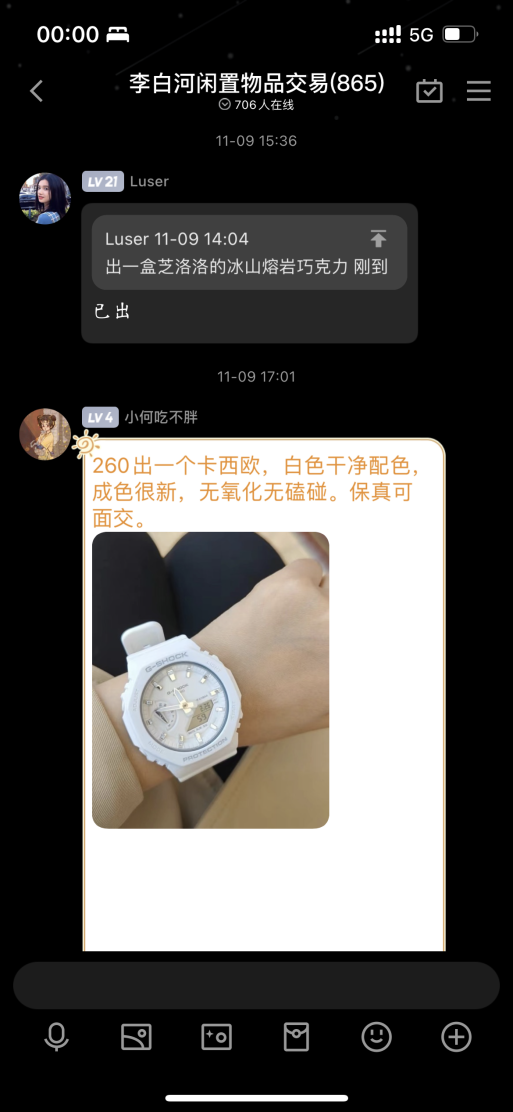 00:00
5G
李白河闲置物品交易(865)
706人在线
11-09 15:36
LV 21 Luser
Luser 11-09 14:04
出一盒芝洛洛的冰山熔岩巧克力 刚到
已出
11-09 17:01
LV 4 小何吃不胖
260出一个卡西欧，白色干净配色，
成色很新，无氧化无磕碰。保真可
面交。
G-SHOCK
PROTECTION